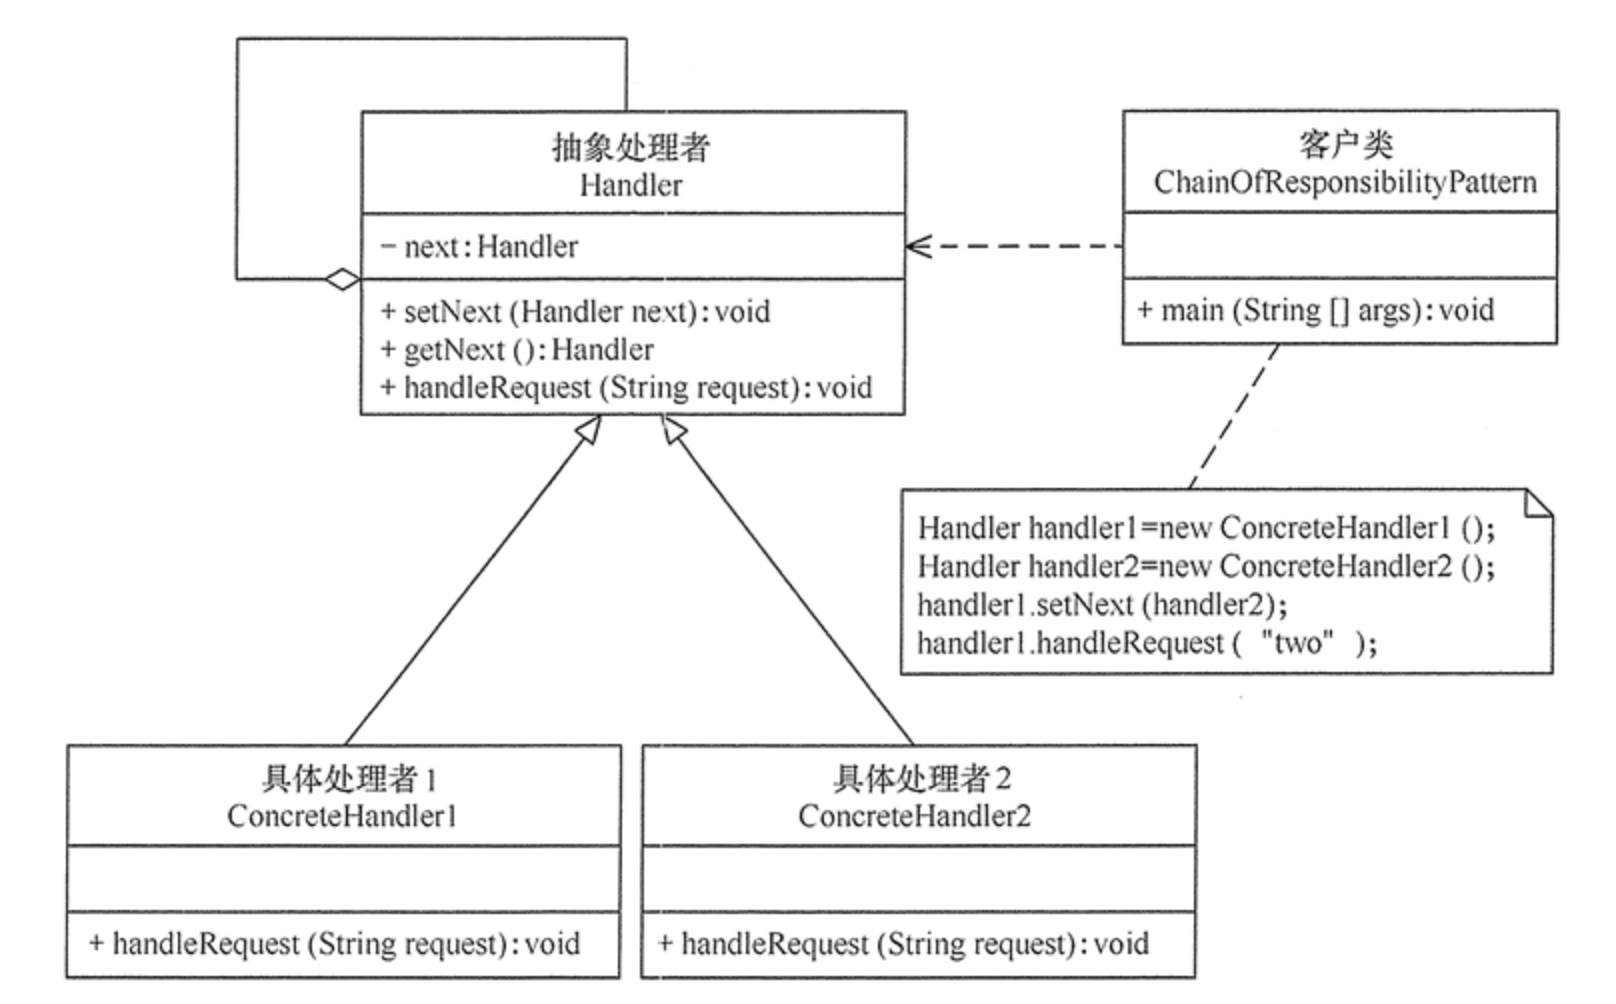 抽象处理者
Handler
- next:Handler
+ setNext (Handler next):void
+ getNext ():Handler
+ handleRequest (String request):void
客户类
ChainOfResponsibilityPattern
+ main (String [] args):void
Handler handler1=new ConcreteHandler1 ();
Handler handler2=new ConcreteHandler2 ();
handler1.setNext (handler2);
handler1.handleRequest ( "two" );
具体处理者1
ConcreteHandler1
+ handleRequest (String request):void
具体处理者2
ConcreteHandler2
+ handleRequest (String request):void